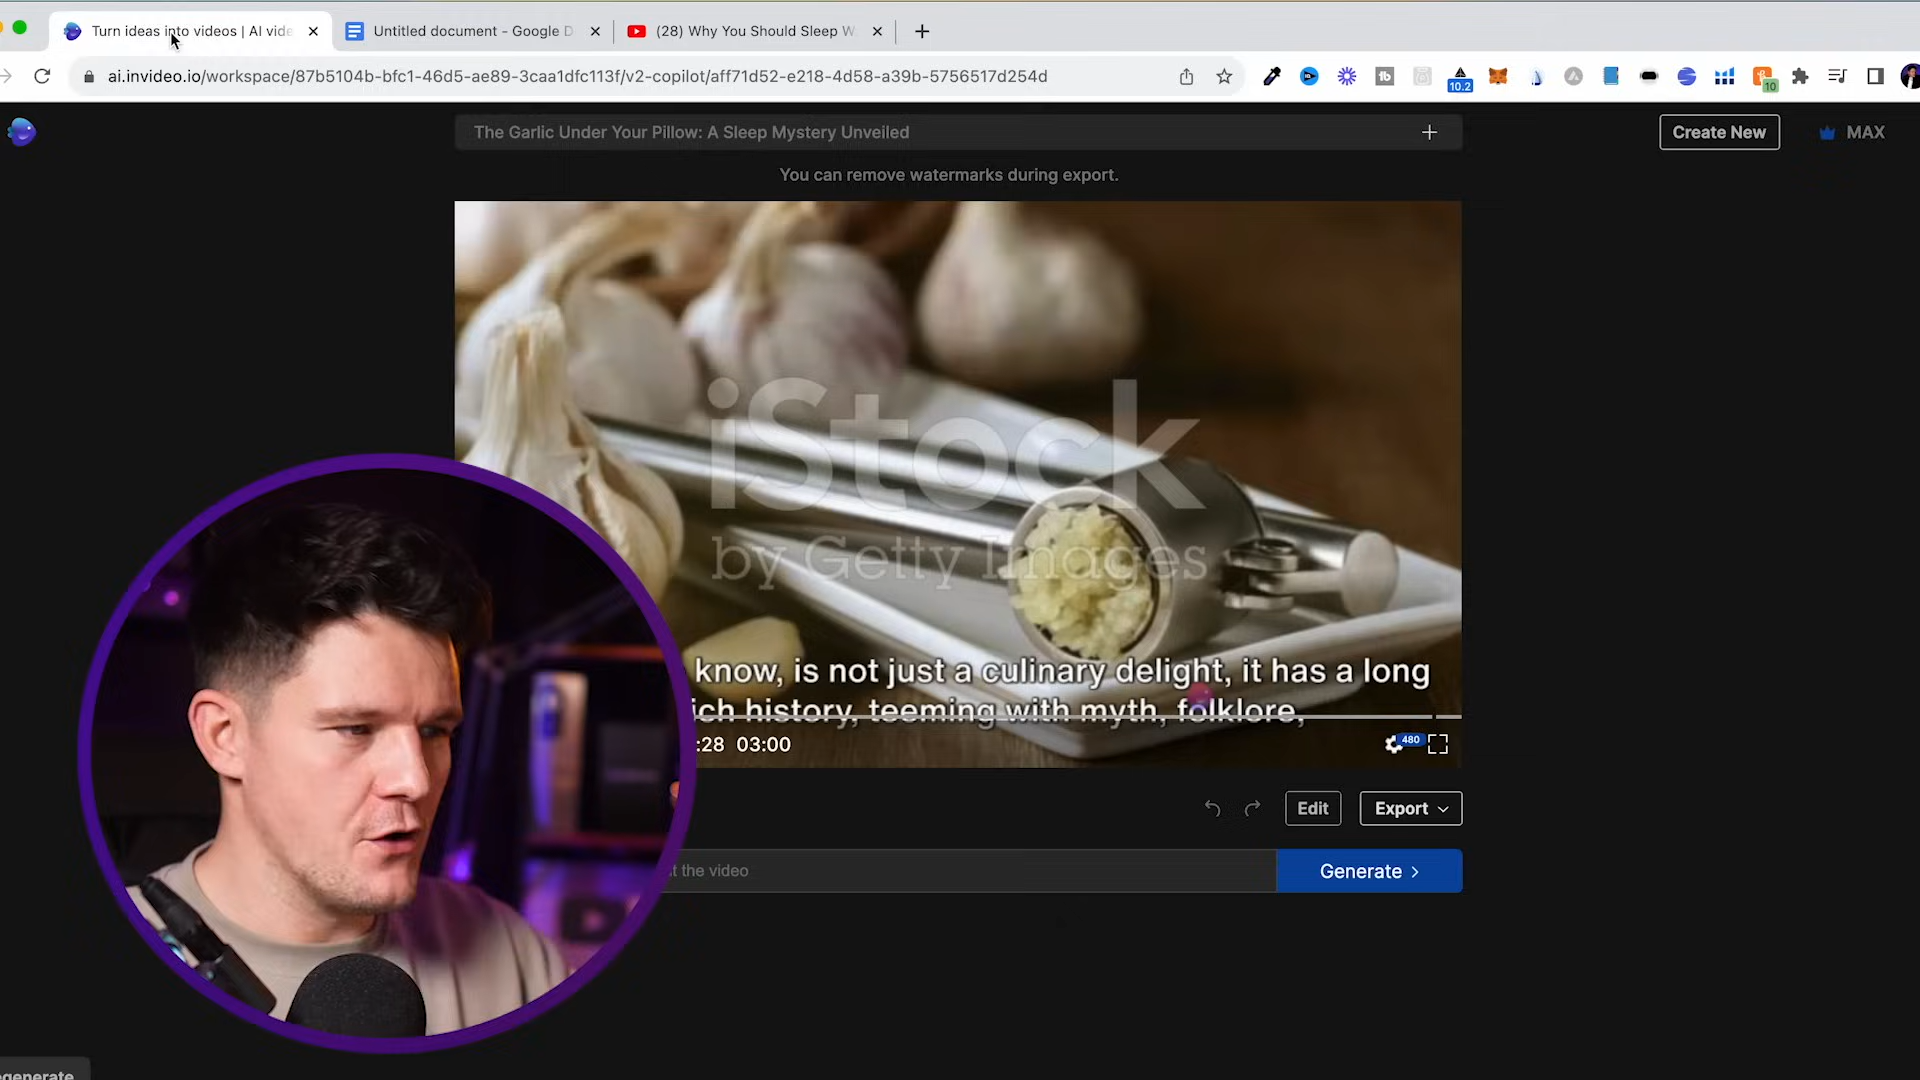 Turn ideas into videos | AI vide
Untitled document - Google D
(28) Why You Should Sleep W
ai.invideo.io/workspace/87b5104b-bfc1-46d5-ae89-3caa1dfc113f/v2-copilot/aff71d52-e218-4d58-a39b-5756517d254d
10.2
10
The Garlic Under Your Pillow: A Sleep Mystery Unveiled
Create New
MAX
You can remove watermarks during export.
iStock
by Getty Images
know, is not just a culinary delight, it has a long
ich history, teeming with myth, folklore,
:28 03:00
480
Edit
Export
t the video
Generate
egenerate